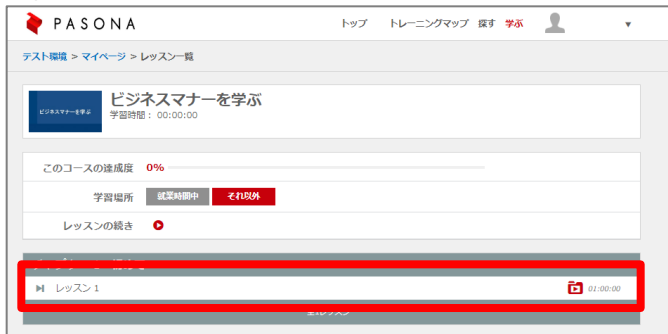 PASONA
トップ トレーニングマップ 探す 学ぶ
テスト環境 > マイページ > レッスン一覧
ビジネスマナーを学ぶ
ビジネスマナーを学ぶ
学習時間: 00:00:00
このコースの達成度 0%
学習場所 就業時間中 それ以外
レッスンの続き
レッスン 1 01:00:00